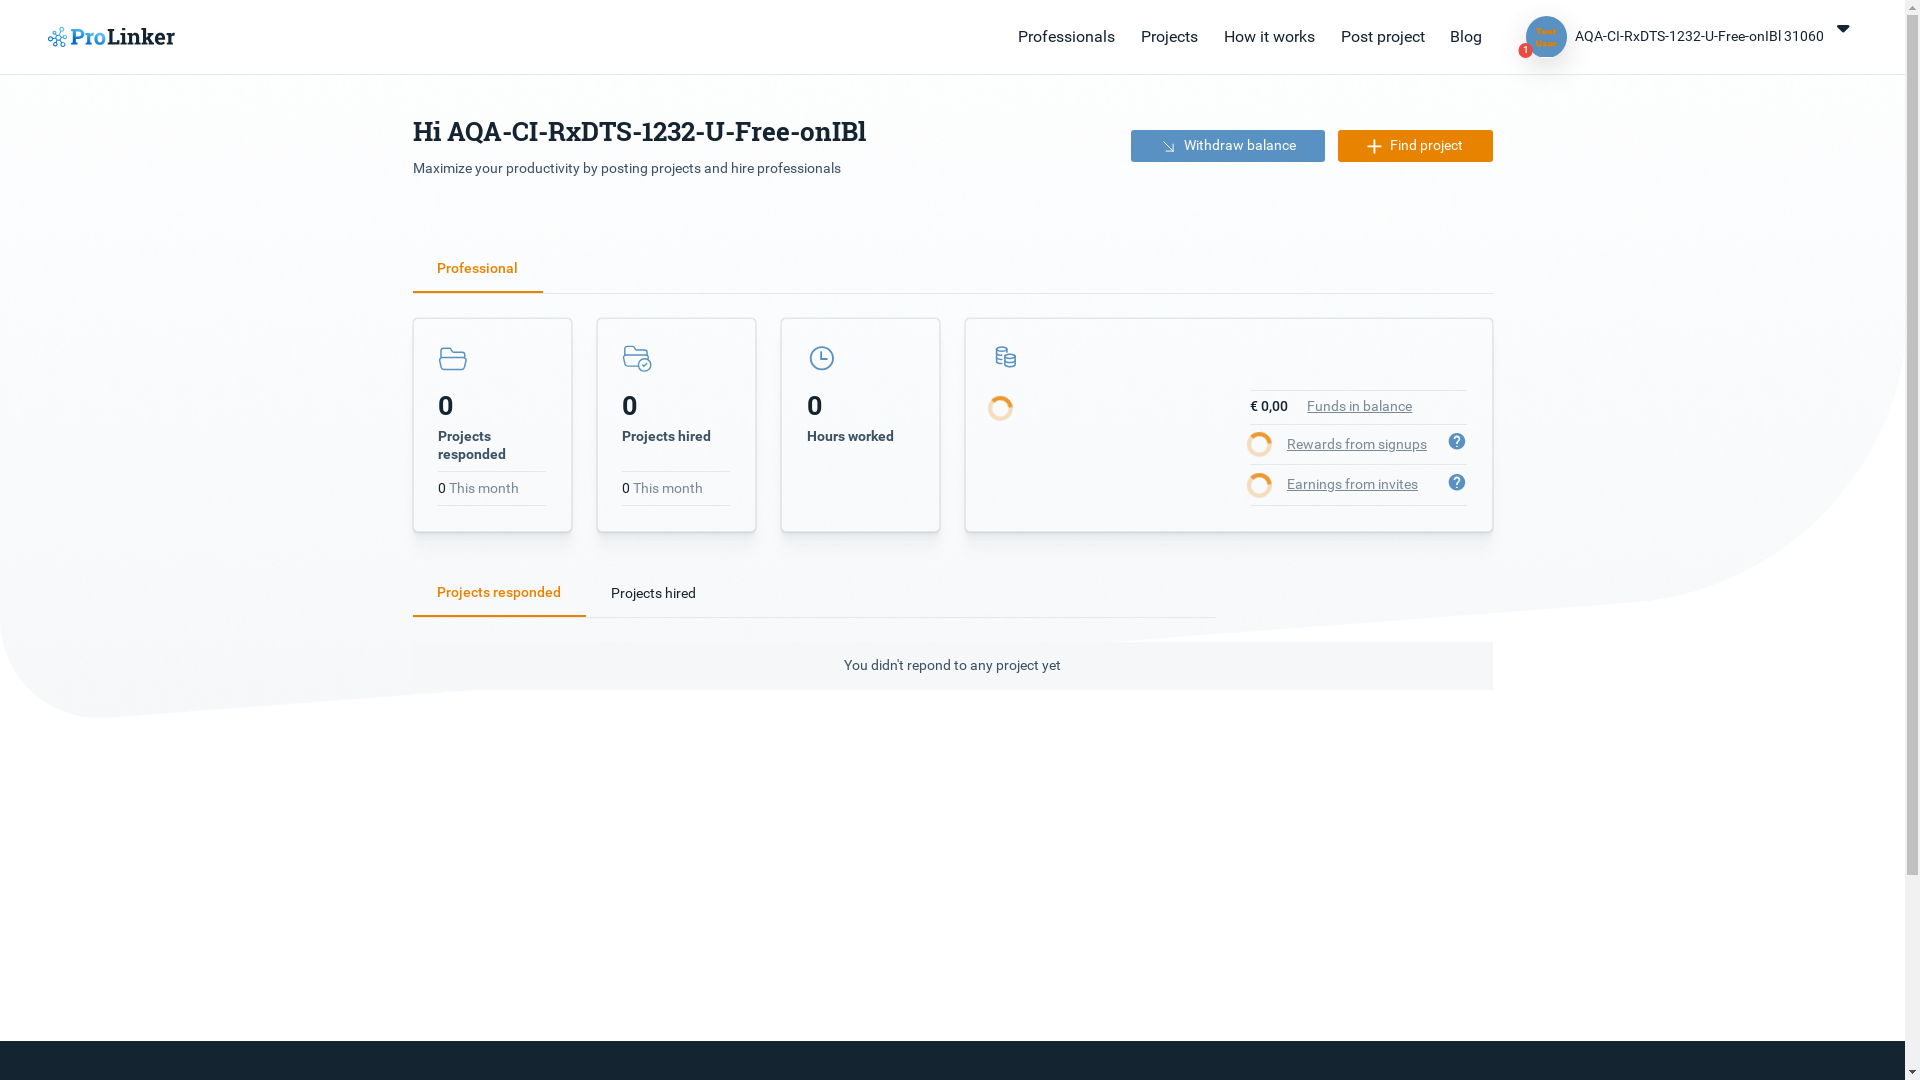 ProLinker
Professionals
Projects
How it works
Post project
Blog
Test
User
1
AQA-CI-RxDTS-1232-U-Free-onIBl 31060
Hi AQA-CI-RxDTS-1232-U-Free-onIBl
Maximize your productivity by posting projects and hire professionals
Withdraw balance
Find project
Professional
0
Projects
responded
0 This month
0
Projects hired
0 This month
0
Hours worked
€ 0,00 Funds in balance
Rewards from signups ?
Earnings from invites ?
Projects responded
Projects hired
You didn't repond to any project yet